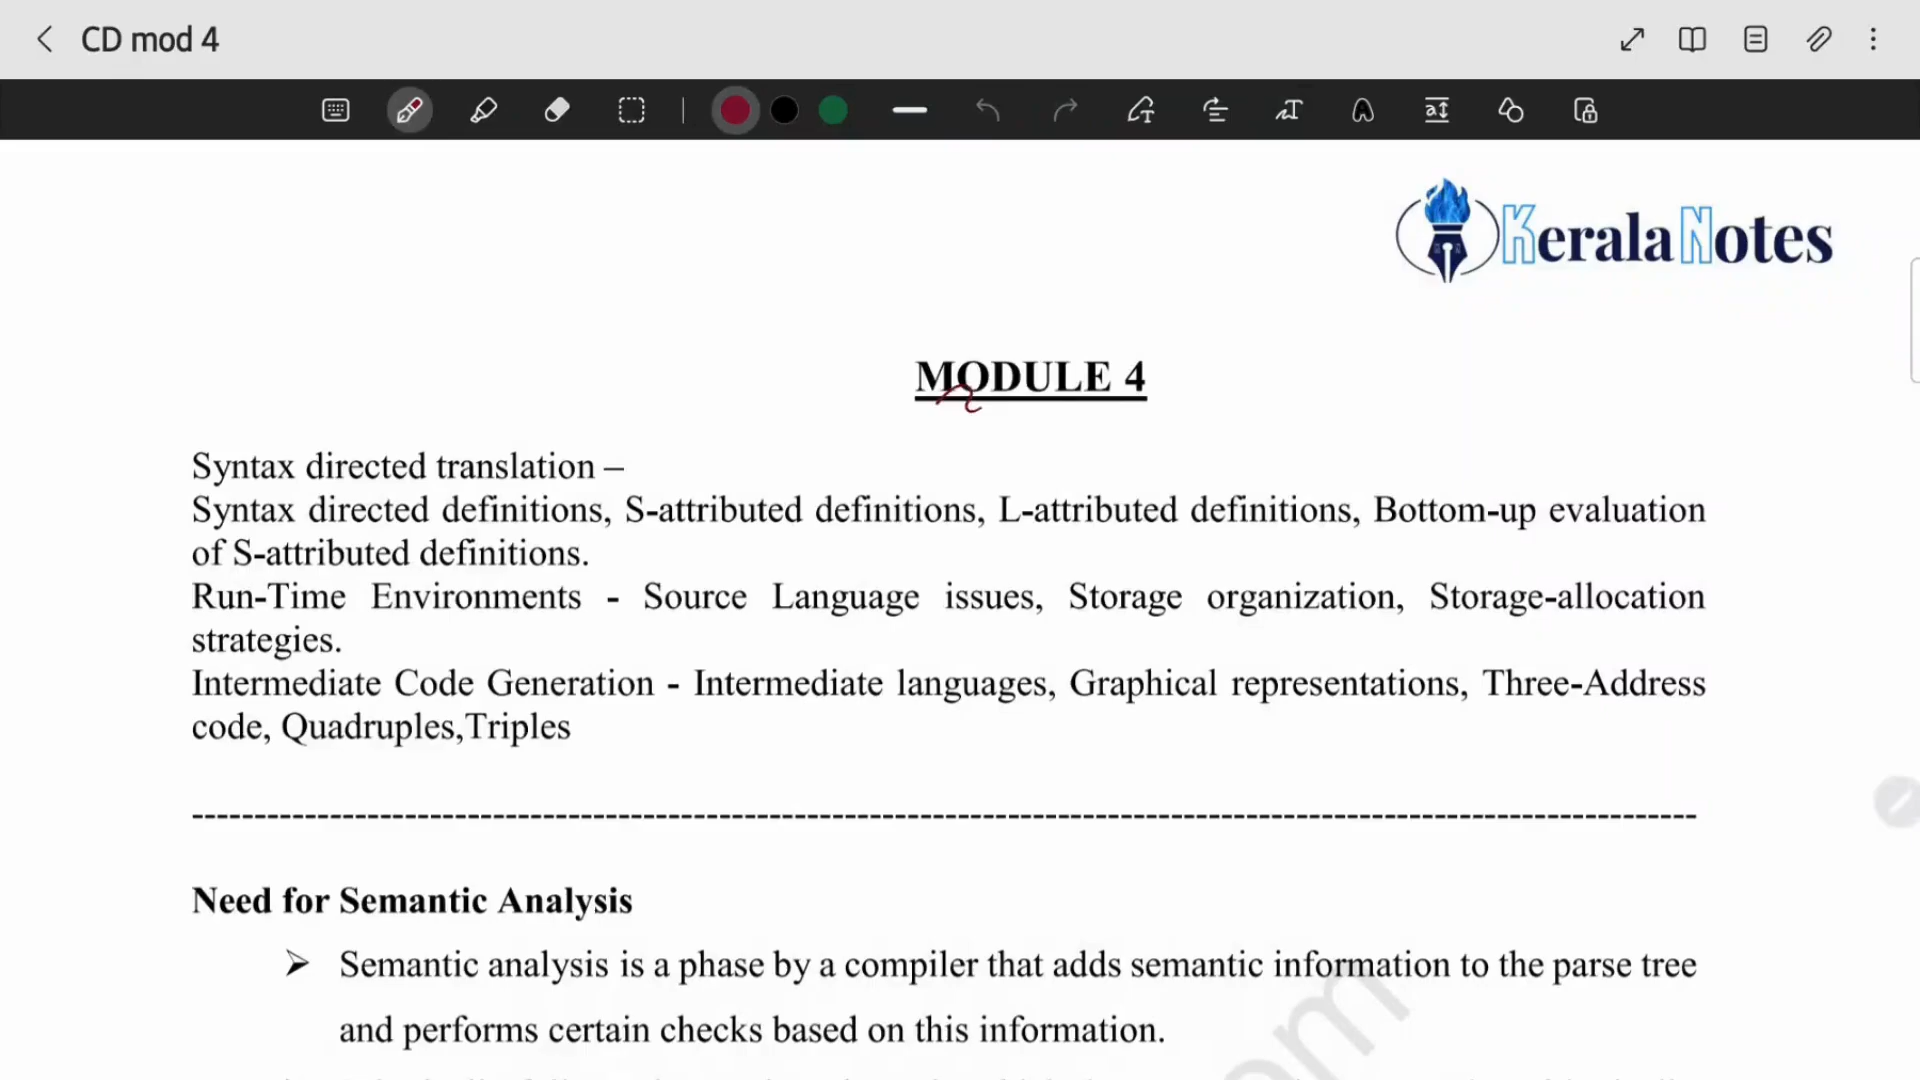 CD mod 4
KeralaNotes
MODULE 4
Syntax directed translation –
Syntax directed definitions, S-attributed definitions, L-attributed definitions, Bottom-up evaluation
of S-attributed definitions.
Run-Time Environments - Source Language issues, Storage organization, Storage-allocation
strategies.
Intermediate Code Generation - Intermediate languages, Graphical representations, Three-Address
code, Quadruples,Triples
--------------------------------------------------------------------------------------------------------------------------
Need for Semantic Analysis
➢ Semantic analysis is a phase by a compiler that adds semantic information to the parse tree
and performs certain checks based on this information.